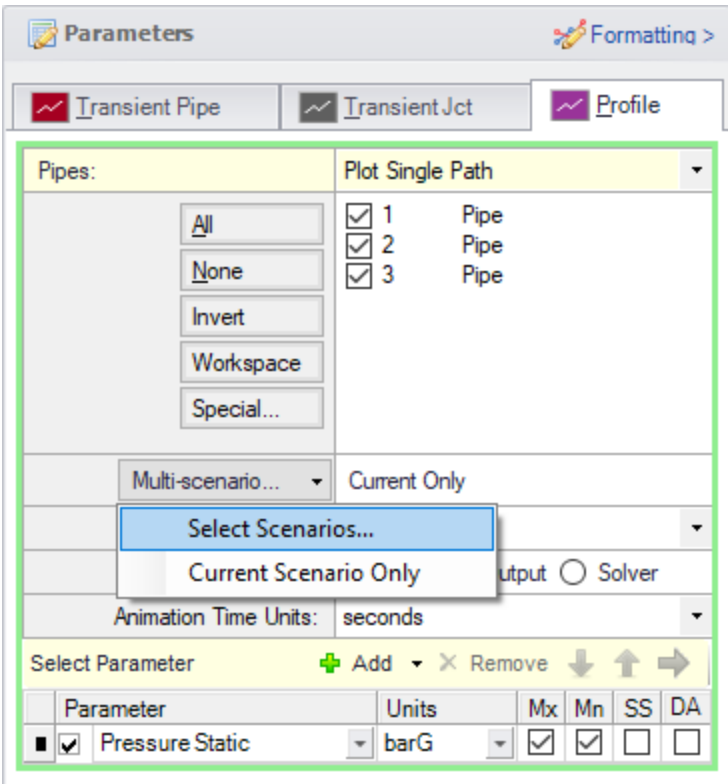 Parameters
Formatting >
Transient Pipe
Transient Jct
Profile
Pipes:
Plot Single Path
All
None
Invert
Workspace
Special...
1 Pipe
2 Pipe
3 Pipe
Multi-scenario...
Current Only
Select Scenarios...
Current Scenario Only
Solver
Animation Time Units:
seconds
Select Parameter
Add
Remove
Parameter Units Mx Mn SS DA
Pressure Static barG